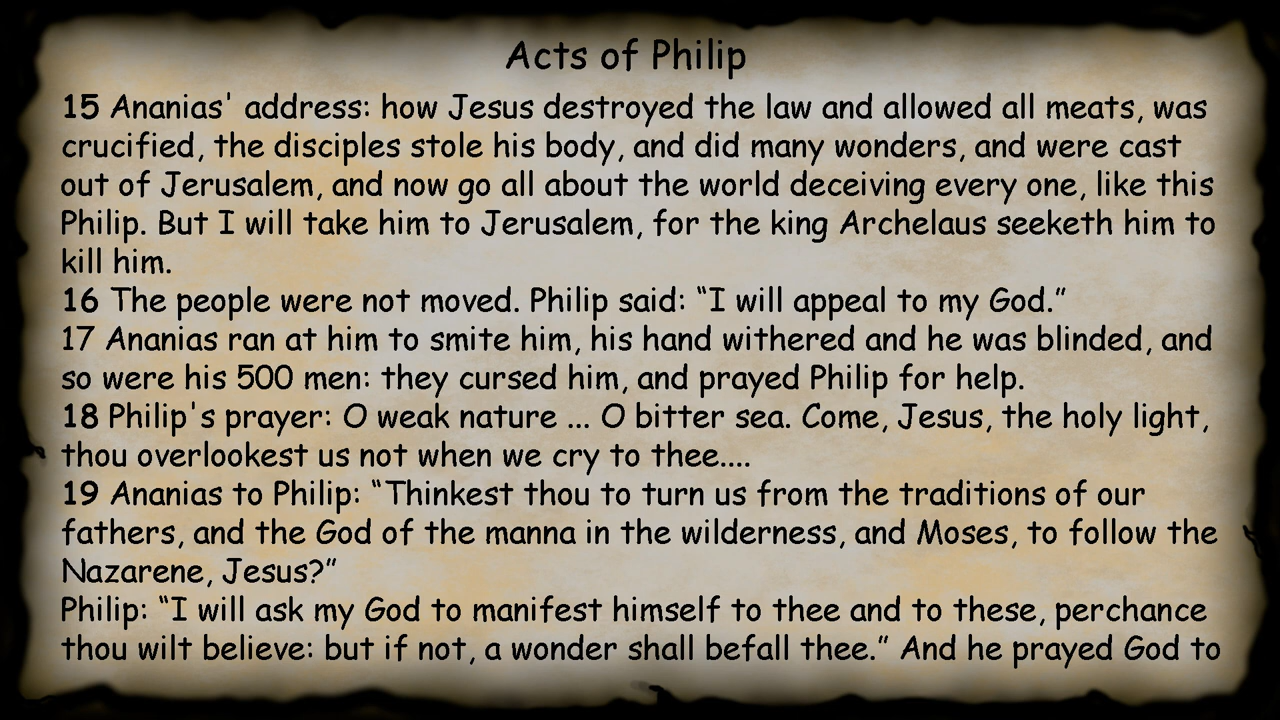 Acts of Philip
15 Ananias' address: how Jesus destroyed the law and allowed all meats, was
crucified, the disciples stole his body, and did many wonders, and were cast
out of Jerusalem, and now go all about the world deceiving every one, like this
Philip. But I will take him to Jerusalem, for the king Archelaus seeketh him to
kill him.
16 The people were not moved. Philip said: “I will appeal to my God.”
17 Ananias ran at him to smite him, his hand withered and he was blinded, and
so were his 500 men: they cursed him, and prayed Philip for help.
18 Philip's prayer: O weak nature ... O bitter sea. Come, Jesus, the holy light,
thou overlookest us not when we cry to thee....
19 Ananias to Philip: “Thinkest thou to turn us from the traditions of our
fathers, and the God of the manna in the wilderness, and Moses, to follow the
Nazarene, Jesus?”
Philip: “I will ask my God to manifest himself to thee and to these, perchance
thou wilt believe: but if not, a wonder shall befall thee.” And he prayed God to